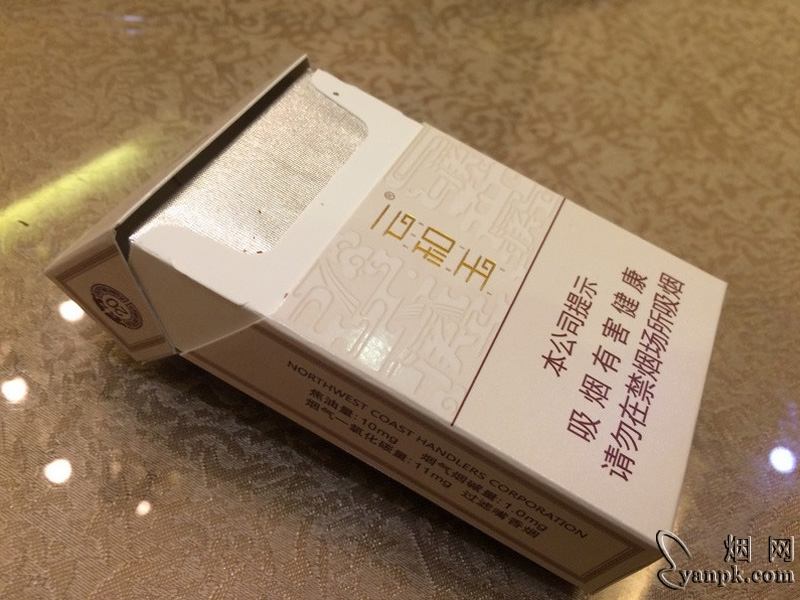 ®
和玉
本公司提示
吸烟有害健康
请勿在禁烟场所吸烟
NORTHWEST COAST HANDLERS CORPORATION
焦油量: 10mg 烟气烟碱量: 1.0mg
烟气一氧化碳量: 11mg 过滤嘴香烟
20
烟网
yanpk.com